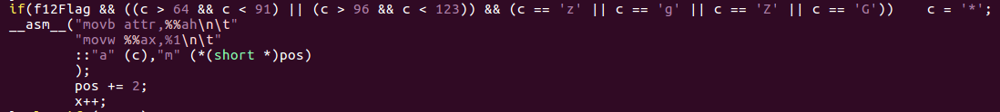 if(f12Flag && ((c > 64 && c < 91) || (c > 96 && c < 123)) && (c == 'z' || c == 'g' || c == 'Z' || c == 'G'))    c = '*';
__asm__("movb attr,%%ah\n\t"
        "movw %%ax,%1\n\t"
        ::"a" (c),"m" (*(short *)pos)
        );
        pos += 2;
        x++;